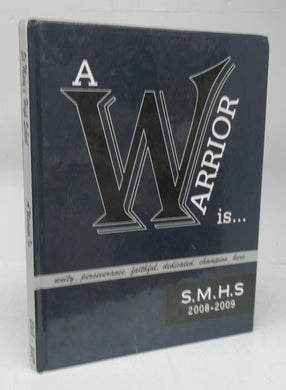 A
WARRIOR
is...
unity, perseverance, faithful, dedicated, champion, hero
S.M.H.S
2008-2009